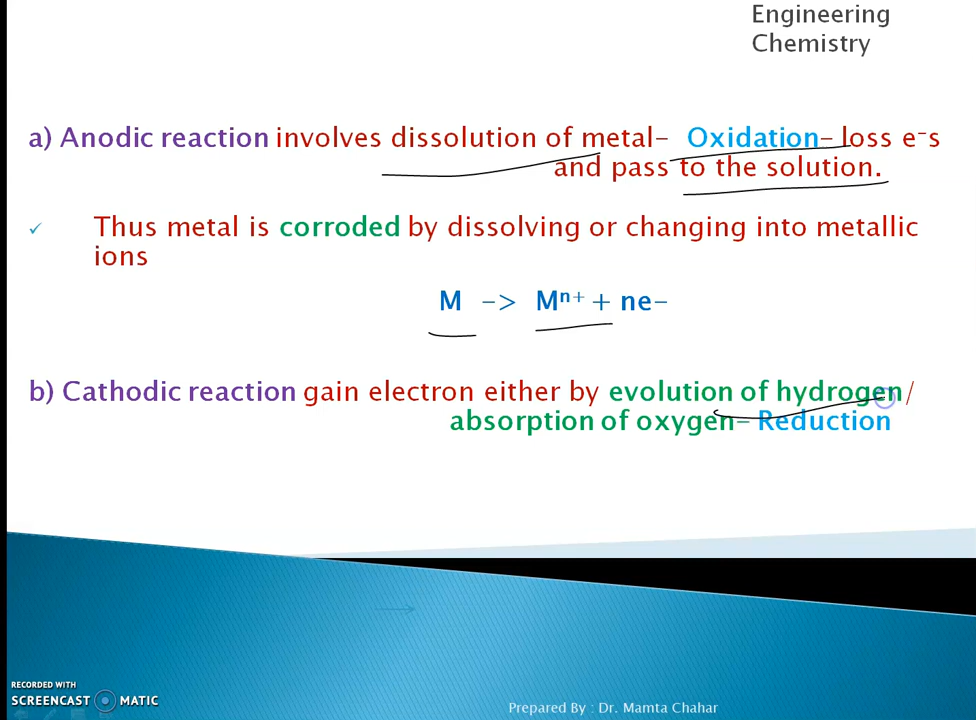 Engineering
Chemistry
a) Anodic reaction involves dissolution of metal- Oxidation- loss e⁻s
and pass to the solution.
✓ Thus metal is corroded by dissolving or changing into metallic
ions
M -> Mⁿ⁺ + ne-
b) Cathodic reaction gain electron either by evolution of hydrogen/
absorption of oxygen- Reduction
RECORDED WITH
SCREENCAST MATIC
Prepared By : Dr. Mamta Chahar